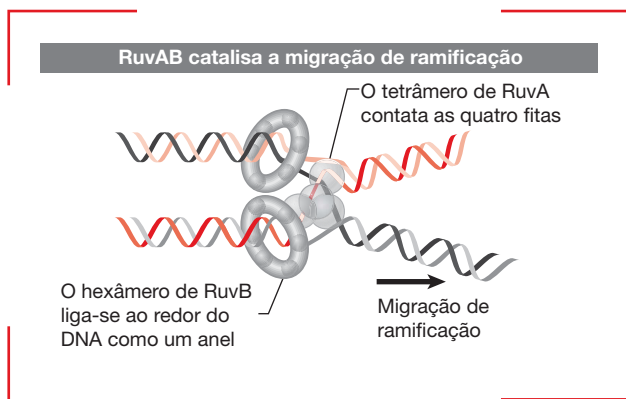 RuvAB catalisa a migração de ramificação
O tetrâmero de RuvA
contata as quatro fitas
O hexâmero de RuvB
liga-se ao redor do
DNA como um anel
Migração de
ramificação